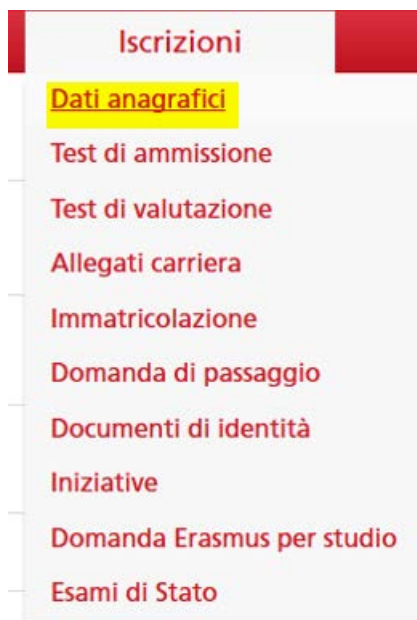 Iscrizioni
Dati anagrafici
Test di ammissione
Test di valutazione
Allegati carriera
Immatricolazione
Domanda di passaggio
Documenti di identità
Iniziative
Domanda Erasmus per studio
Esami di Stato